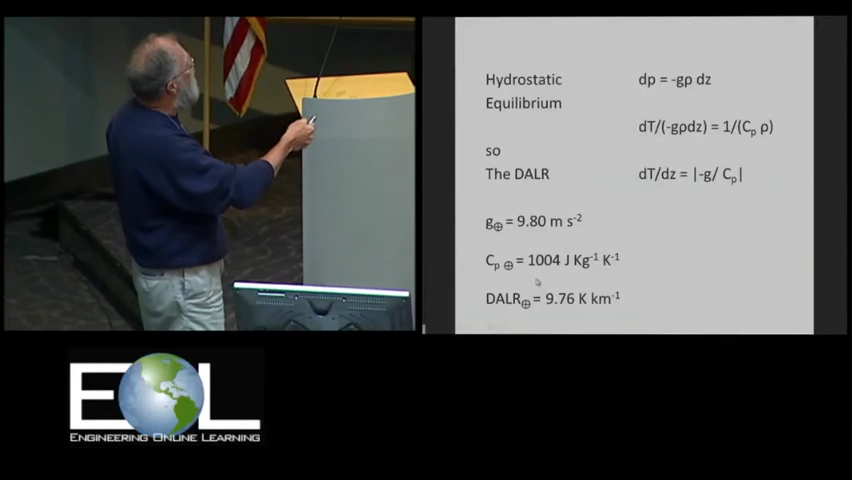 Hydrostatic dp = -gρ dz
Equilibrium
dT/(-gρdz) = 1/(Cₚ ρ)
so
The DALR dT/dz = |-g/ Cₚ|
g⊕ = 9.80 m s⁻²
Cₚ ⊕ = 1004 J Kg⁻¹ K⁻¹
DALR⊕ = 9.76 K km⁻¹
EOL
ENGINEERING ONLINE LEARNING